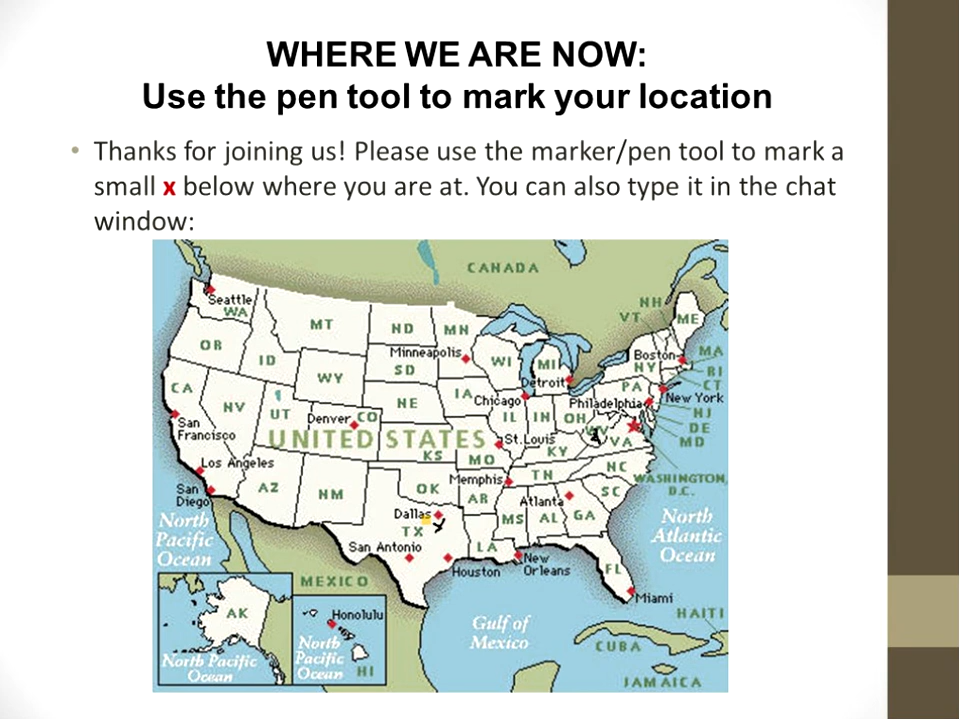 WHERE WE ARE NOW:
Use the pen tool to mark your location
• Thanks for joining us! Please use the marker/pen tool to mark a
small x below where you are at. You can also type it in the chat
window:
CANADA
NH
VT
ME
Seattle
WA
MT
ND
MN
OR
ID
Minneapolis
WI
MI
Boston
MA
SD
NY
RI
WY
Detroit
PA
CT
CA
NE
IA
Chicago
Philadelphia
New York
NV
UT
Denver
CO
IL
IN
OH
NJ
DE
San
Francisco
UNITED STATES
St. Louis
WV
VA
MD
KS
MO
KY
Los Angeles
NC
WASHINGTON,
D.C.
AZ
NM
OK
Memphis
TN
San
Diego
AR
Atlanta
SC
Dallas
MS
AL
GA
North
Pacific
Ocean
TX
North
Atlantic
Ocean
San Antonio
LA
Houston
New
Orleans
FL
MEXICO
Miami
AK
Honolulu
Gulf of
Mexico
HAITI
North
Pacific
Ocean
CUBA
North Pacific
Ocean
HI
JAMAICA